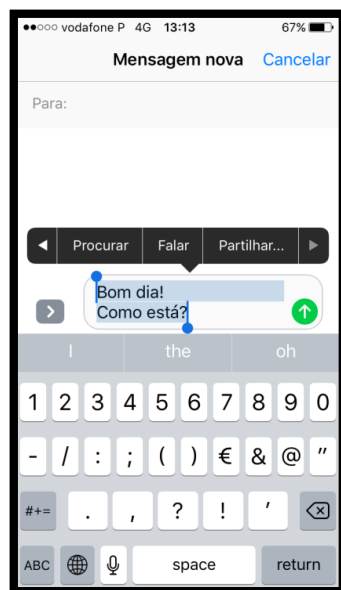 vodafone P 4G 13:13 67%
Mensagem nova Cancelar
Para:
Procurar Falar Partilhar...
Bom dia!
Como está?
I the oh
1 2 3 4 5 6 7 8 9 0
- / : ; ( ) € & @ "
#+= . , ? ! '
ABC space return